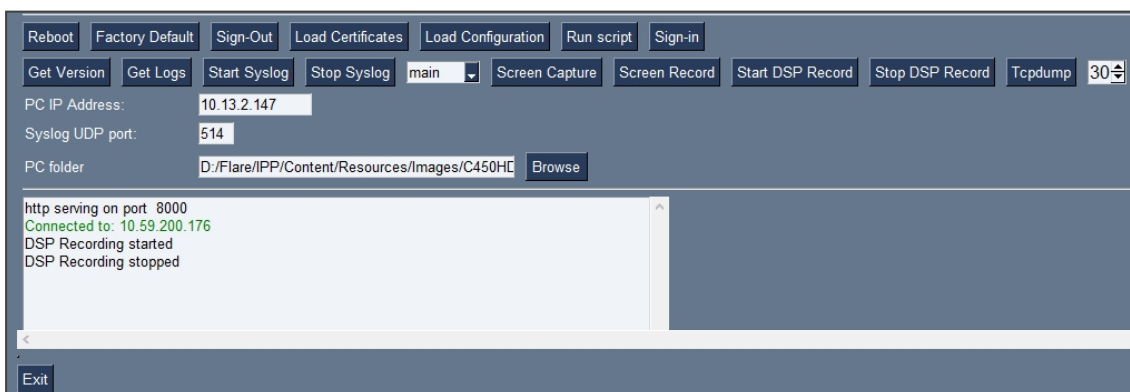 Reboot Factory Default Sign-Out Load Certificates Load Configuration Run script Sign-in
Get Version Get Logs Start Syslog Stop Syslog main Screen Capture Screen Record Start DSP Record Stop DSP Record Tcpdump 30
PC IP Address: 10.13.2.147
Syslog UDP port: 514
PC folder D:/Flare/IPP/Content/Resources/Images/C450HD Browse
http serving on port 8000
Connected to: 10.59.200.176
DSP Recording started
DSP Recording stopped
Exit